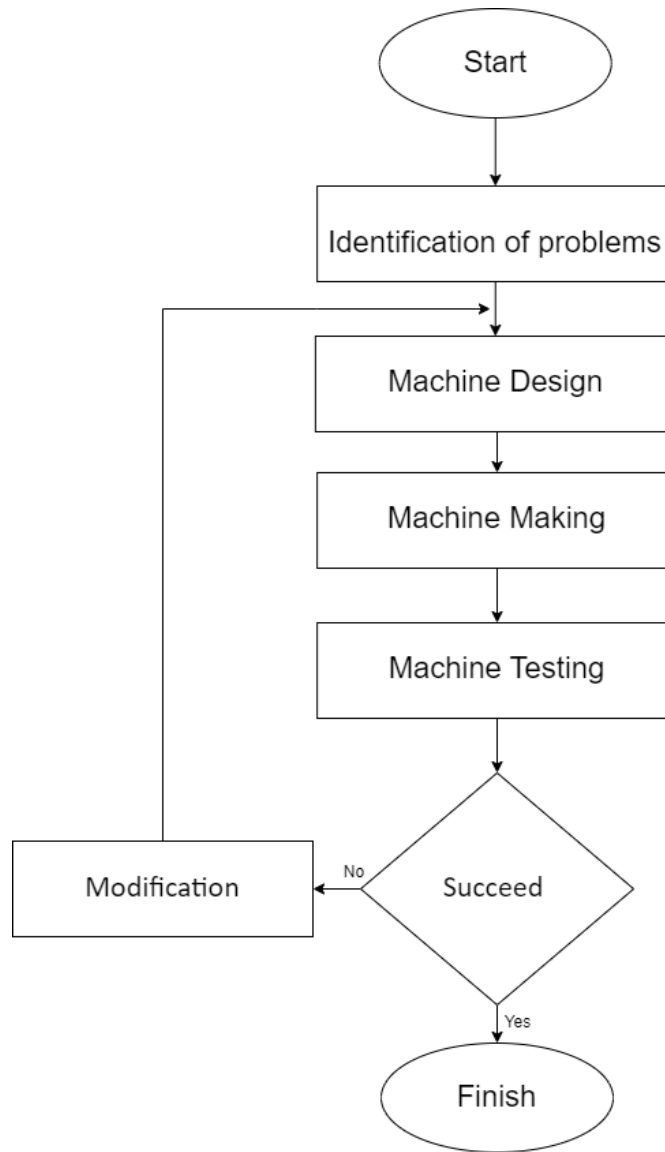 Start
Identification of problems
Machine Design
Machine Making
Machine Testing
Succeed
No
Modification
Yes
Finish